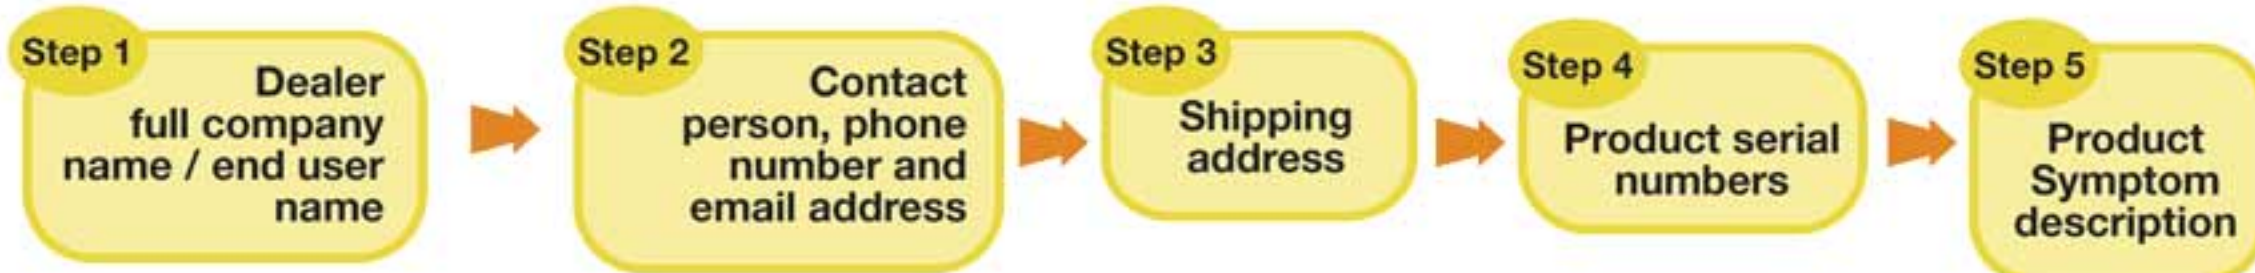 Step 1
Dealer
full company
name / end user
name
Step 2
Contact
person, phone
number and
email address
Step 3
Shipping
address
Step 4
Product serial
numbers
Step 5
Product
Symptom
description